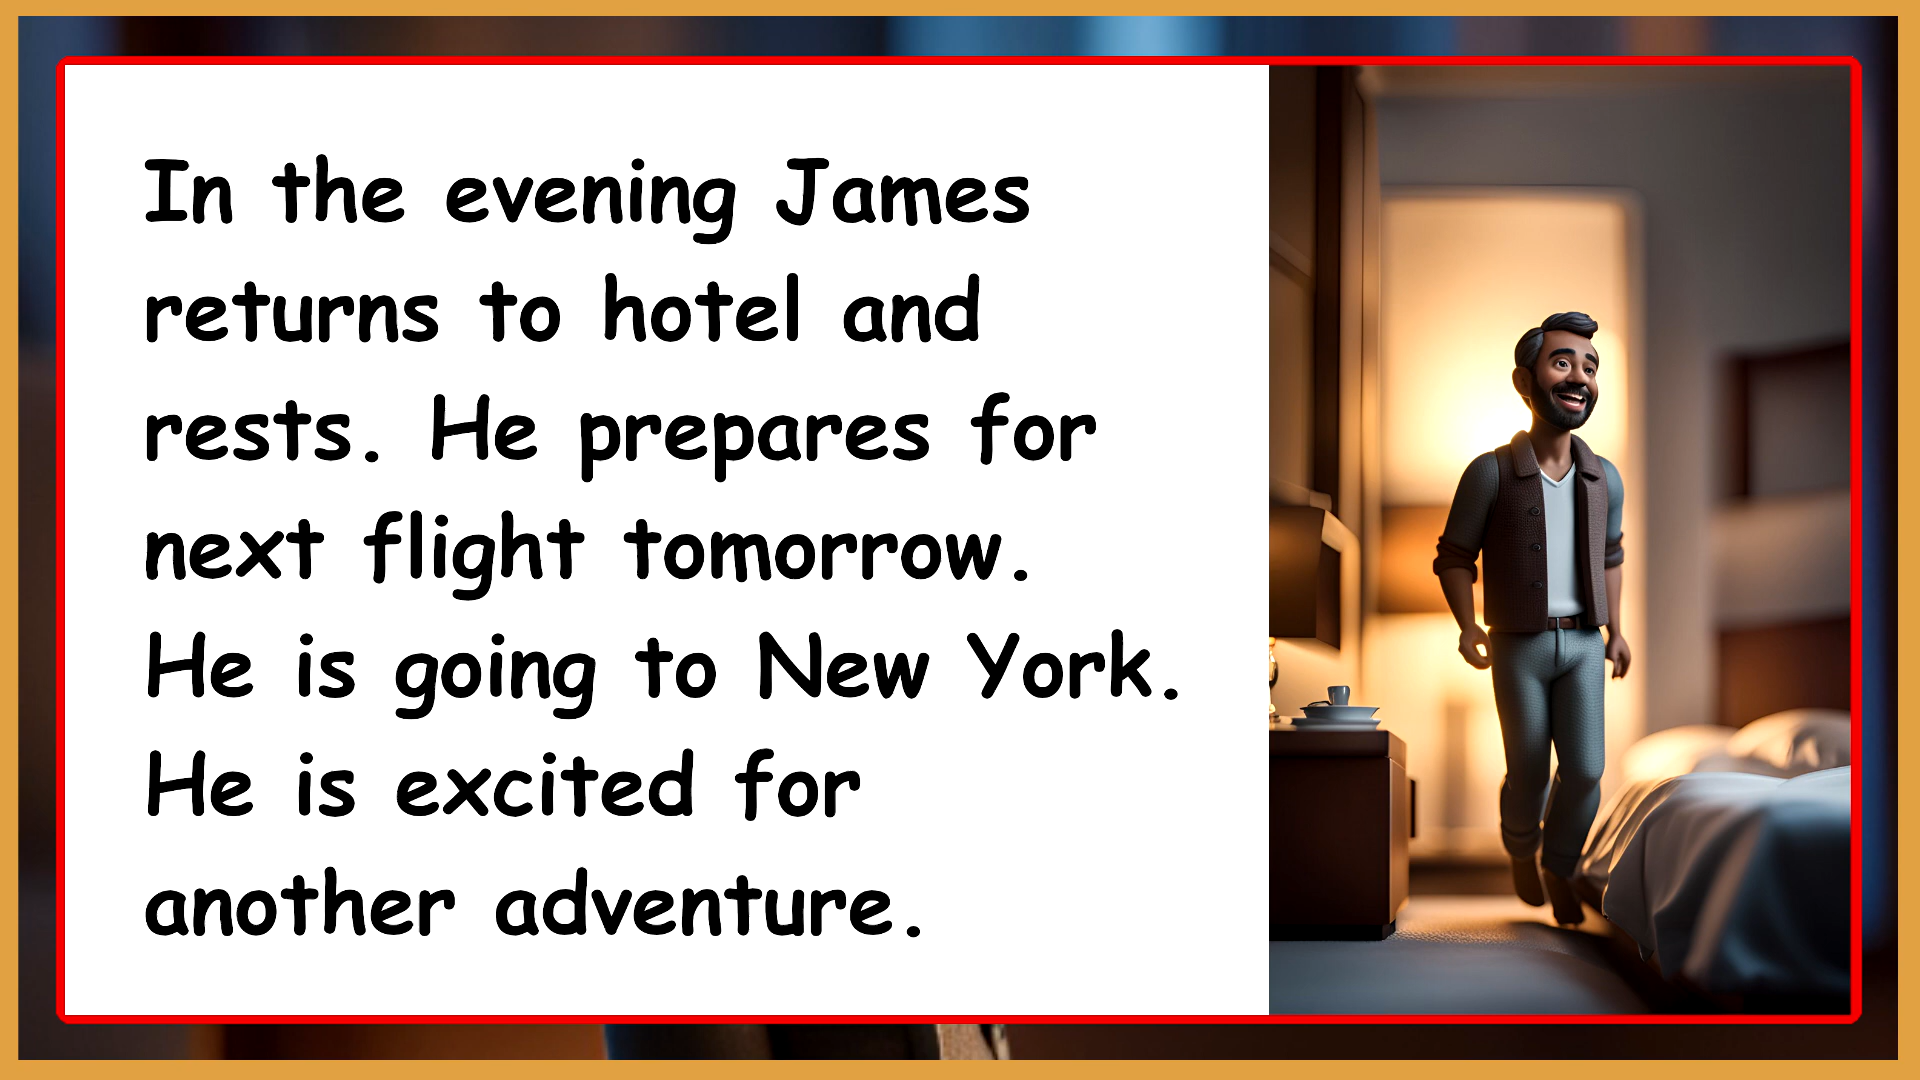 In the evening James
returns to hotel and
rests. He prepares for
next flight tomorrow.
He is going to New York.
He is excited for
another adventure.